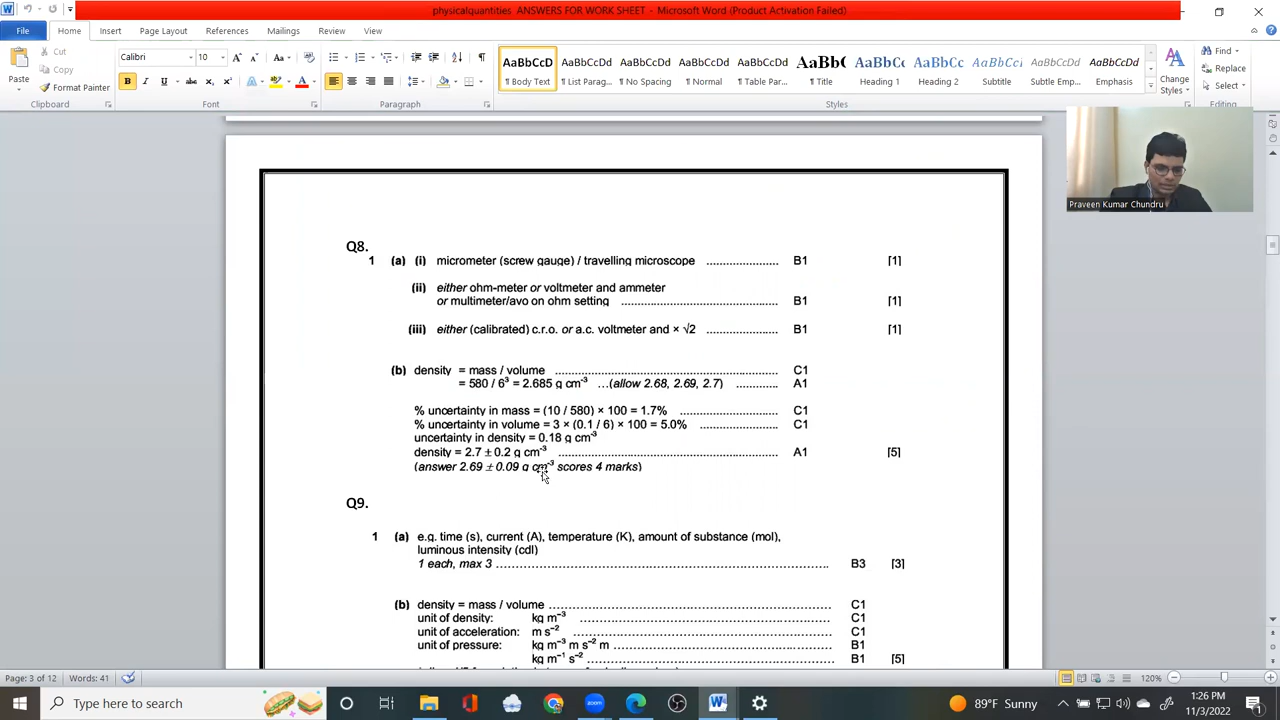 physicalquantities ANSWERS FOR WORK SHEET - Microsoft Word (Product Activation Failed)
File Home Insert Page Layout References Mailings Review View
Paste
Cut
Copy
Format Painter
Clipboard
Calibri 10
Font
Paragraph
AaBbCcD AaBbCcDd AaBbCcDd AaBbCcDd AaBbCcDd AaBbC AaBbCc AaBbCc AaBbCcI AaBbCcDd AaBbCcDd
¶ Body Text ¶ List Parag... ¶ No Spacing ¶ Normal ¶ Table Par... ¶ Title Heading 1 Heading 2 Subtitle Subtle Emp... Emphasis
Styles
Change Styles
Find
Replace
Select
Editing
Praveen Kumar Chundru
Q8.
1 (a) (i) micrometer (screw gauge) / travelling microscope ...................... B1 [1]
(ii) either ohm-meter or voltmeter and ammeter
or multimeter/avo on ohm setting ................................................ B1 [1]
(iii) either (calibrated) c.r.o. or a.c. voltmeter and × √2 ...................... B1 [1]
(b) density = mass / volume ....................................................................... C1
= 580 / 6³ = 2.685 g cm⁻³ …(allow 2.68, 2.69, 2.7) ............ A1
% uncertainty in mass = (10 / 580) × 100 = 1.7% ............................. C1
% uncertainty in volume = 3 × (0.1 / 6) × 100 = 5.0% ........................ C1
uncertainty in density = 0.18 g cm⁻³
density = 2.7 ± 0.2 g cm⁻³ .................................................................... A1 [5]
(answer 2.69 ± 0.09 g cm⁻³ scores 4 marks)
Q9.
1 (a) e.g. time (s), current (A), temperature (K), amount of substance (mol),
luminous intensity (cdl)
1 each, max 3 .......................................................................................... B3 [3]
(b) density = mass / volume ........................................................................ C1
unit of density: kg m⁻³ ................................................................ C1
unit of acceleration: m s⁻² ................................................................. C1
unit of pressure: kg m⁻³ m s⁻² m ....................................................... B1
kg m⁻¹ s⁻² ............................................................... B1 [5]
Page: 3 of 12 Words: 41
120%
Type here to search
89°F Sunny
1:26 PM
11/3/2022